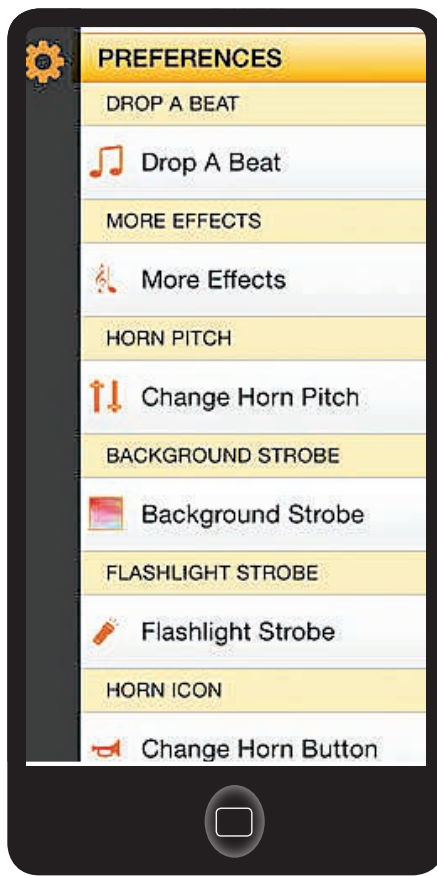 PREFERENCES
DROP A BEAT
Drop A Beat
MORE EFFECTS
More Effects
HORN PITCH
Change Horn Pitch
BACKGROUND STROBE
Background Strobe
FLASHLIGHT STROBE
Flashlight Strobe
HORN ICON
Change Horn Button